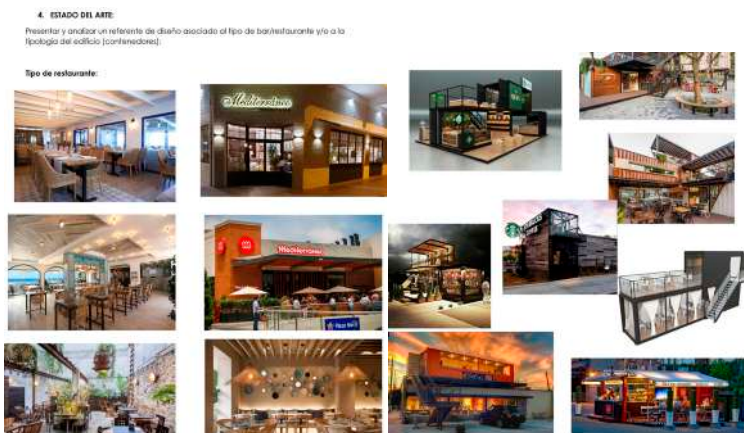 4. ESTADO DEL ARTE:
Presentar y analizar un referente de diseño asociado al tipo de bar/restaurante y/o a la
tipología del edificio (contenedores):
Tipo de restaurante:
Mediterráneo
Mediterraneo